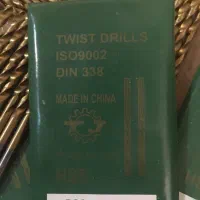 TWIST DRILLS
ISO9002
DIN 338
MADE IN CHINA